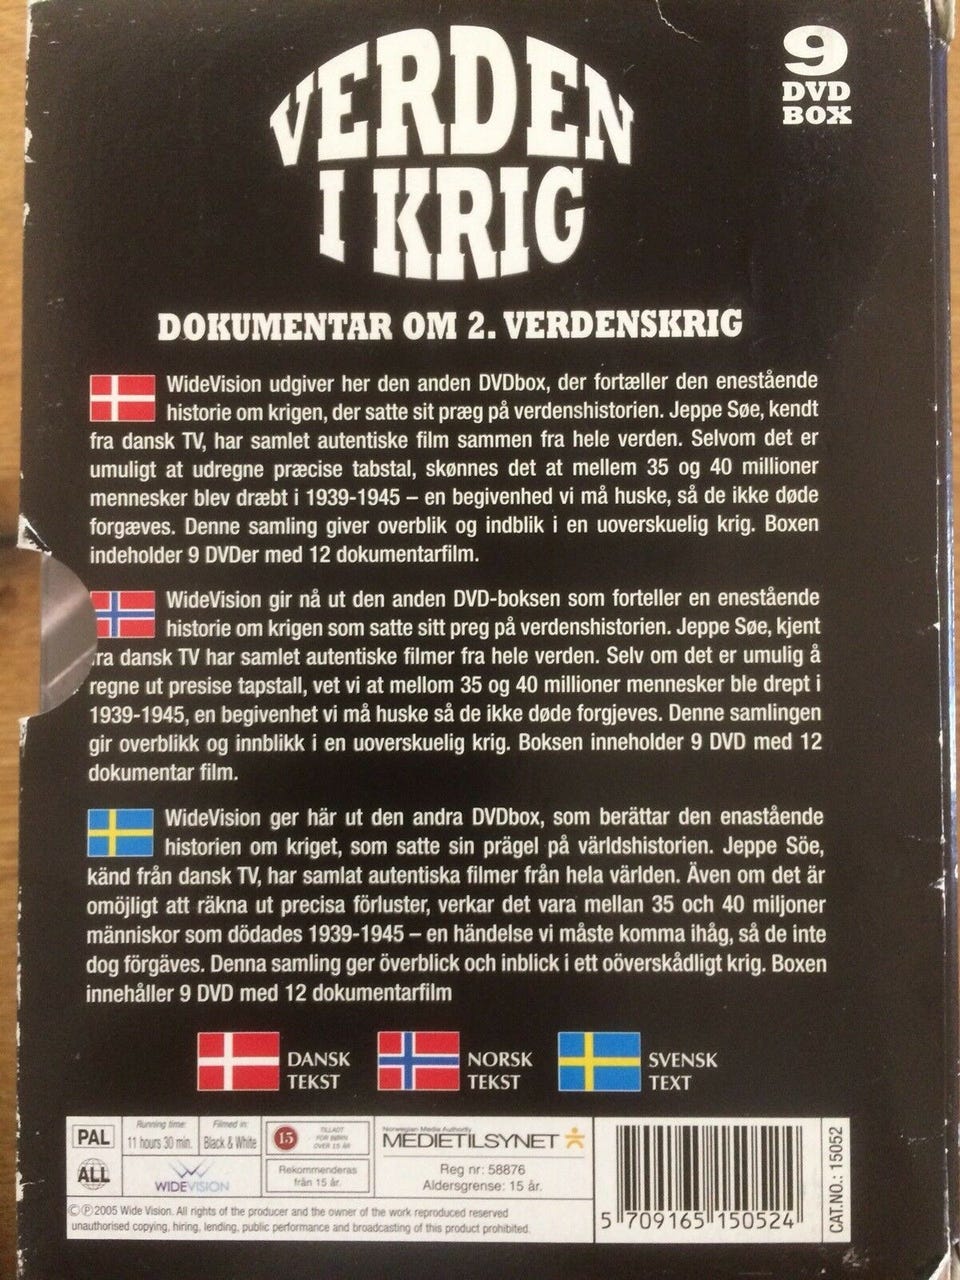 VERDEN
I KRIG
9
DVD
BOX
DOKUMENTAR OM 2. VERDENSKRIG
WideVision udgiver her den anden DVDbox, der fortæller den enestående
historie om krigen, der satte sit præg på verdenshistorien. Jeppe Søe, kendt
fra dansk TV, har samlet autentiske film sammen fra hele verden. Selvom det er
umuligt at udregne præcise tabstal, skønnes det at mellem 35 og 40 millioner
mennesker blev dræbt i 1939-1945 – en begivenhed vi må huske, så de ikke døde
forgæves. Denne samling giver overblik og indblik i en uoverskuelig krig. Boxen
indeholder 9 DVDer med 12 dokumentarfilm.
WideVision gir nå ut den anden DVD-boksen som forteller en enestående
historie om krigen som satte sitt preg på verdenshistorien. Jeppe Søe, kjent
ra dansk TV har samlet autentiske filmer fra hele verden. Selv om det er umulig å
regne ut presise tapstall, vet vi at mellom 35 og 40 millioner mennesker ble drept i
1939-1945, en begivenhet vi må huske så de ikke døde forgjeves. Denne samlingen
gir overblikk og innblikk i en uoverskuelig krig. Boksen inneholder 9 DVD med 12
dokumentar film.
WideVision ger här ut den andra DVDbox, som berättar den enastående
historien om kriget, som satte sin prägel på världshistorien. Jeppe Söe,
känd från dansk TV, har samlat autentiska filmer från hela världen. Även om det är
omöjligt att räkna ut precisa förluster, verkar det vara mellan 35 och 40 miljoner
människor som dödades 1939-1945 – en händelse vi måste komma ihåg, så de inte
dog förgäves. Denna samling ger överblick och inblick i ett oöverskådligt krig. Boxen
innehåller 9 DVD med 12 dokumentarfilm
DANSK
TEKST
NORSK
TEKST
SVENSK
TEXT
PAL
ALL
Running time:
11 hours 30 min.
Filmed in:
Black & White
WIDEVISION
15
TILLADT
FOR BØRN
OVER 15 ÅR
Rekommenderas
från 15 år.
Norwegian Media Authority
MEDIETILSYNET
Reg nr: 58876
Aldersgrense: 15 år.
©℗2005 Wide Vision. All rights of the producer and the owner of the work reproduced reserved
unauthorised copying, hiring, lending, public performance and broadcasting of this product prohibited.
5 709165 150524
CAT.NO.: 15052